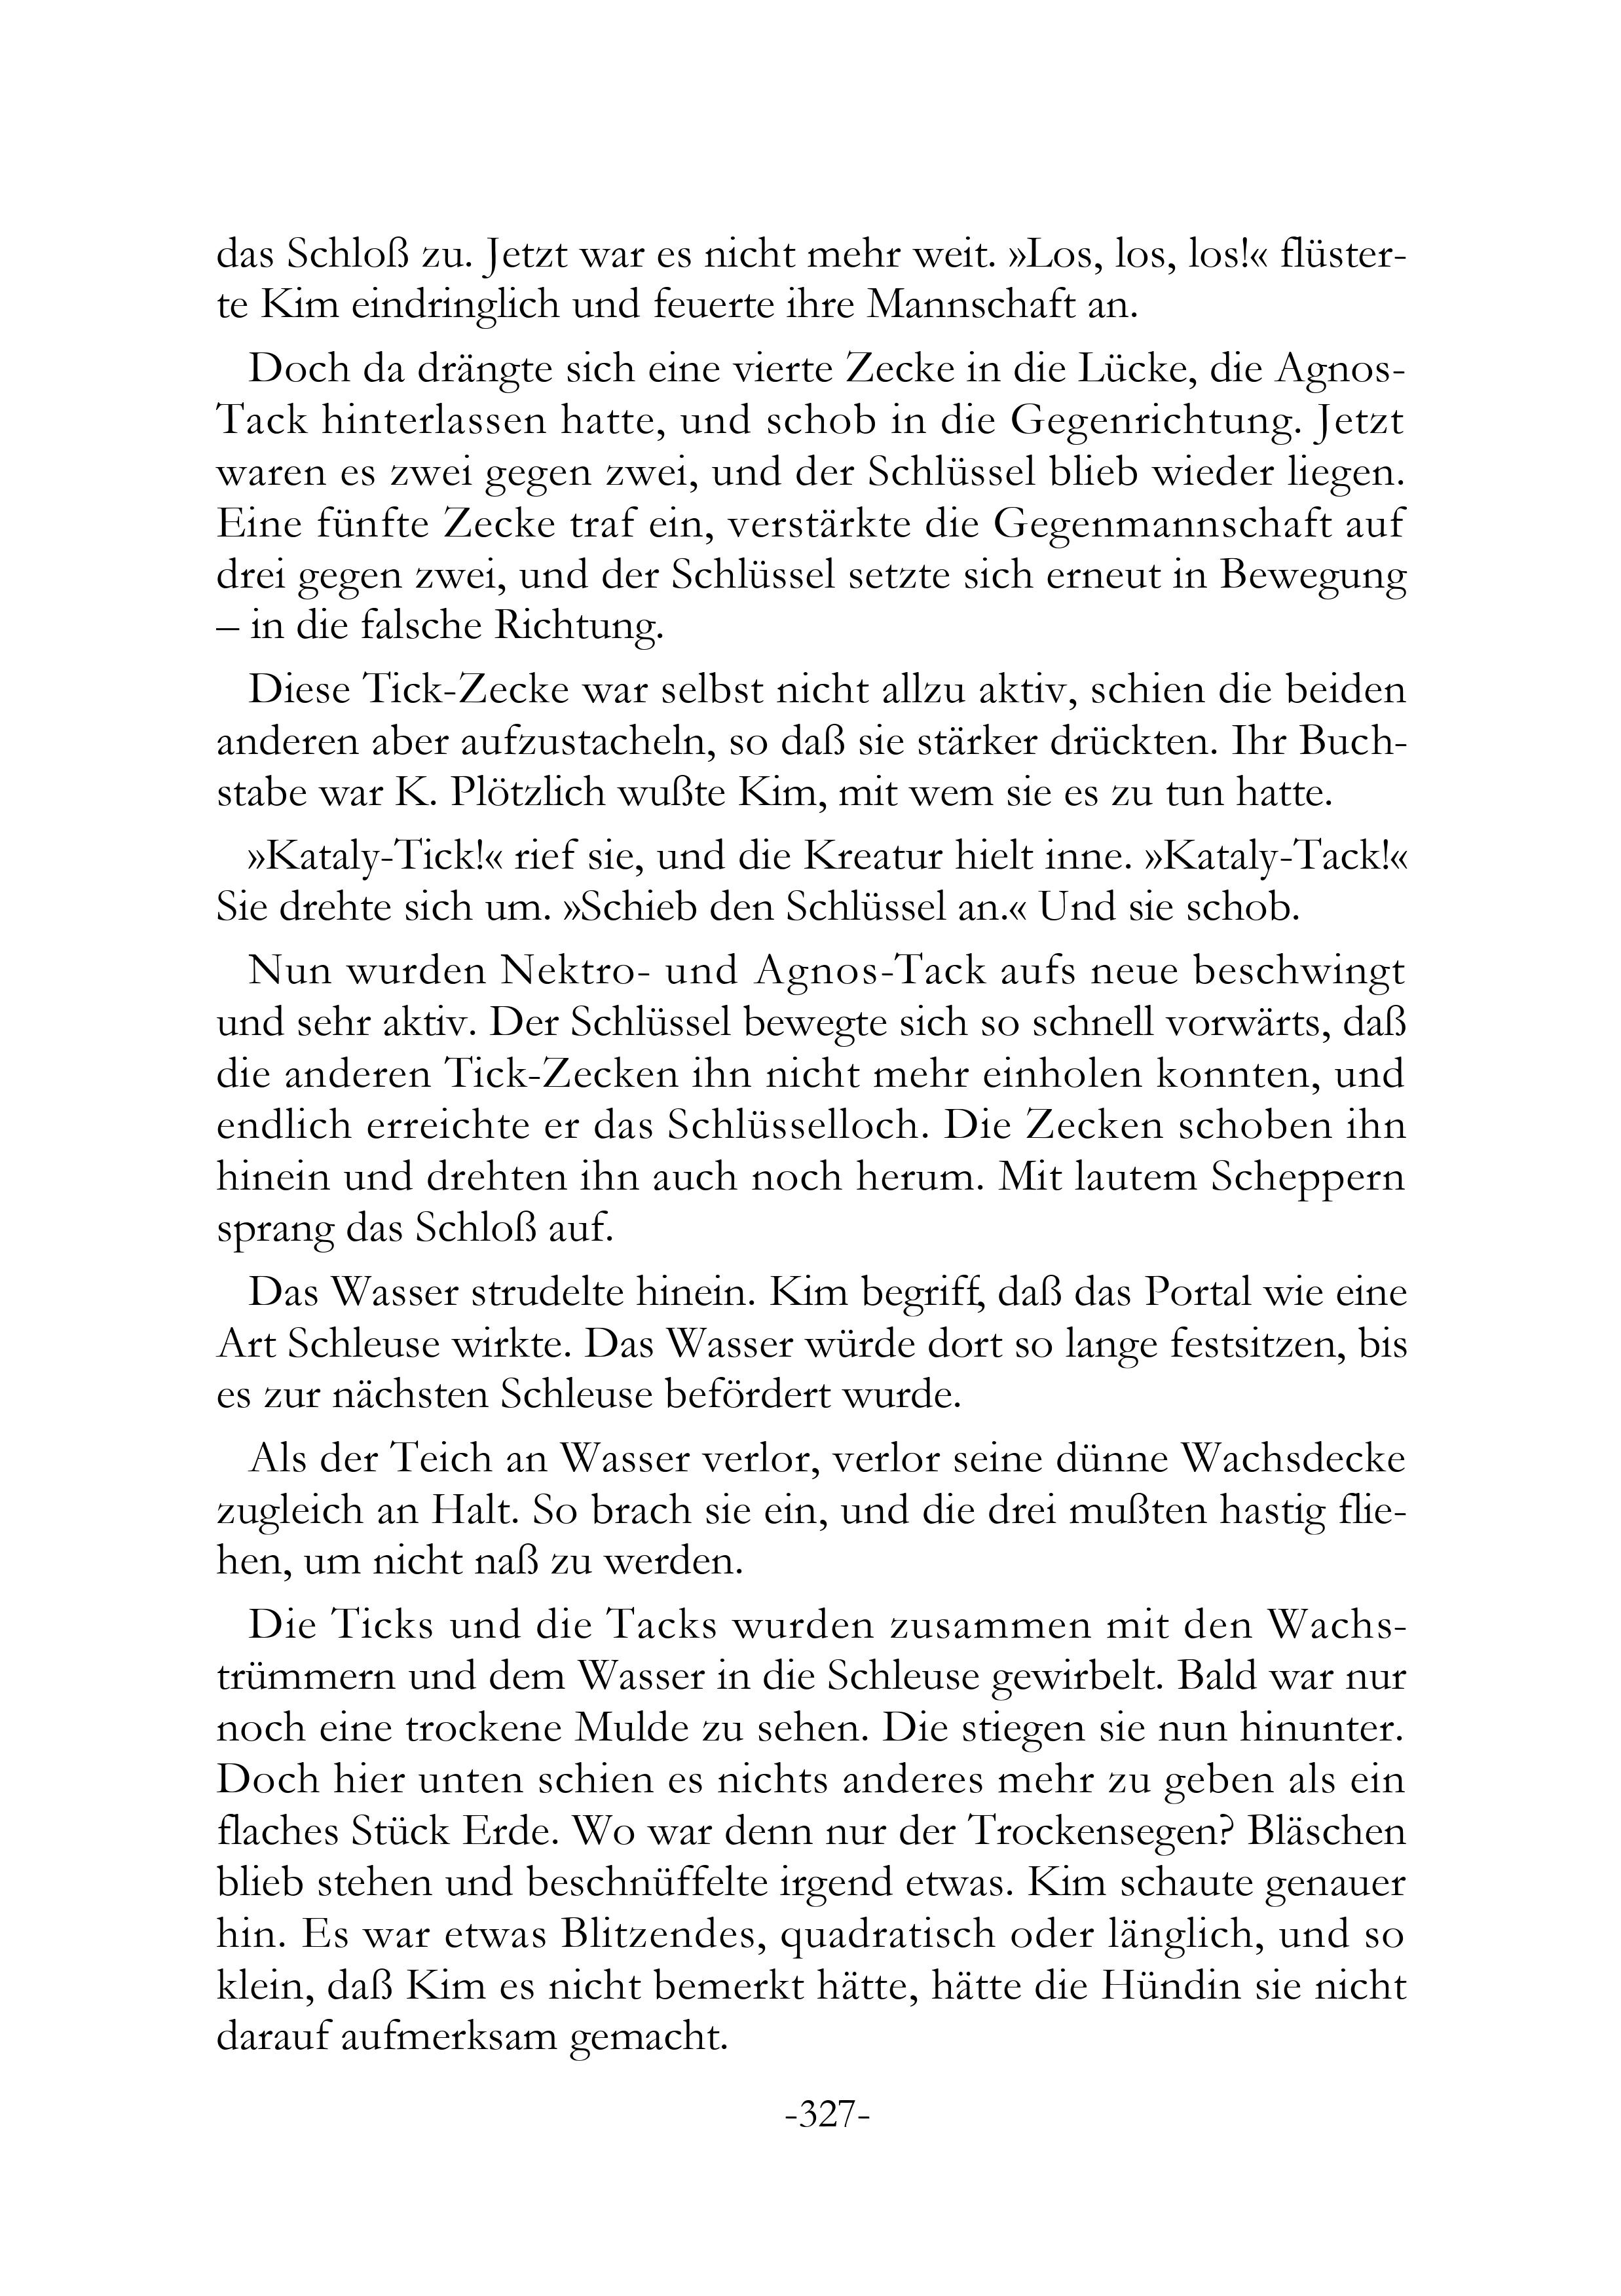 das Schloß zu. Jetzt war es nicht mehr weit. »Los, los, los!« flüster-
te Kim eindringlich und feuerte ihre Mannschaft an.
Doch da drängte sich eine vierte Zecke in die Lücke, die Agnos-
Tack hinterlassen hatte, und schob in die Gegenrichtung. Jetzt
waren es zwei gegen zwei, und der Schlüssel blieb wieder liegen.
Eine fünfte Zecke traf ein, verstärkte die Gegenmannschaft auf
drei gegen zwei, und der Schlüssel setzte sich erneut in Bewegung
– in die falsche Richtung.
Diese Tick-Zecke war selbst nicht allzu aktiv, schien die beiden
anderen aber aufzustacheln, so daß sie stärker drückten. Ihr Buch-
stabe war K. Plötzlich wußte Kim, mit wem sie es zu tun hatte.
»Kataly-Tick!« rief sie, und die Kreatur hielt inne. »Kataly-Tack!«
Sie drehte sich um. »Schieb den Schlüssel an.« Und sie schob.
Nun wurden Nektro- und Agnos-Tack aufs neue beschwingt
und sehr aktiv. Der Schlüssel bewegte sich so schnell vorwärts, daß
die anderen Tick-Zecken ihn nicht mehr einholen konnten, und
endlich erreichte er das Schlüsselloch. Die Zecken schoben ihn
hinein und drehten ihn auch noch herum. Mit lautem Scheppern
sprang das Schloß auf.
Das Wasser strudelte hinein. Kim begriff, daß das Portal wie eine
Art Schleuse wirkte. Das Wasser würde dort so lange festsitzen, bis
es zur nächsten Schleuse befördert wurde.
Als der Teich an Wasser verlor, verlor seine dünne Wachsdecke
zugleich an Halt. So brach sie ein, und die drei mußten hastig flie-
hen, um nicht naß zu werden.
Die Ticks und die Tacks wurden zusammen mit den Wachs-
trümmern und dem Wasser in die Schleuse gewirbelt. Bald war nur
noch eine trockene Mulde zu sehen. Die stiegen sie nun hinunter.
Doch hier unten schien es nichts anderes mehr zu geben als ein
flaches Stück Erde. Wo war denn nur der Trockensegen? Bläschen
blieb stehen und beschnüffelte irgend etwas. Kim schaute genauer
hin. Es war etwas Blitzendes, quadratisch oder länglich, und so
klein, daß Kim es nicht bemerkt hätte, hätte die Hündin sie nicht
darauf aufmerksam gemacht.
-327-